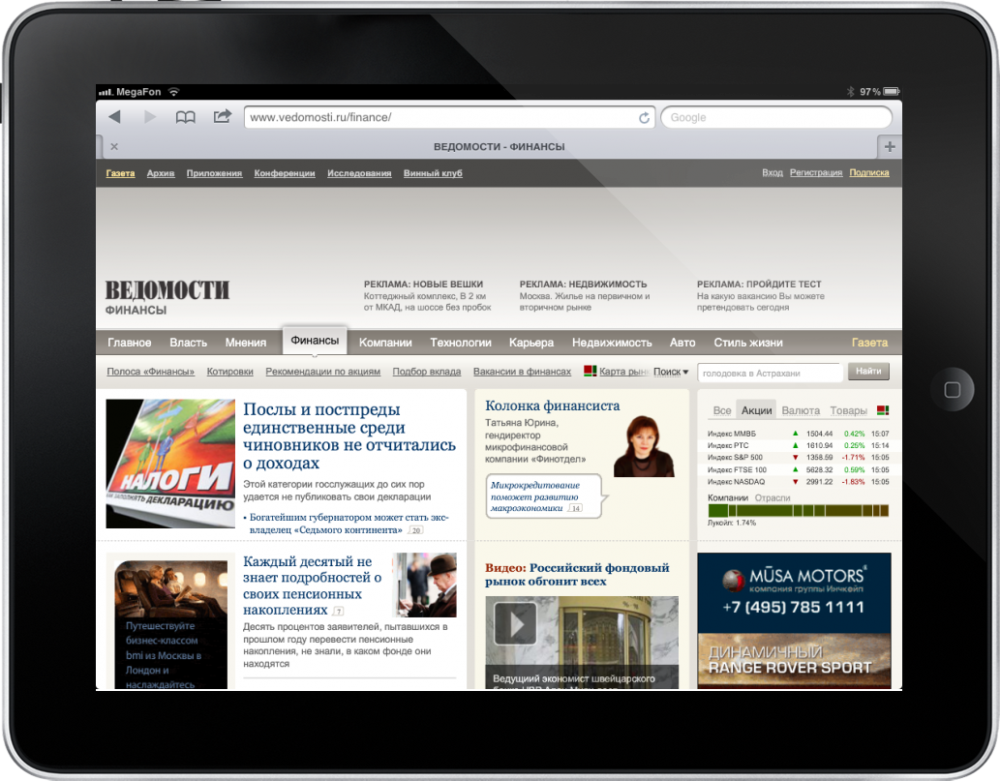 MegaFon
97%
www.vedomosti.ru/finance/
Google
ВЕДОМОСТИ - ФИНАНСЫ
Газета Архив Приложения Конференции Исследования Винный клуб
Вход Регистрация Подписка
ВЕДОМОСТИ
ФИНАНСЫ
РЕКЛАМА: НОВЫЕ ВЕШКИ
Коттеджный комплекс, В 2 км
от МКАД, на шоссе без пробок
РЕКЛАМА: НЕДВИЖИМОСТЬ
Москва. Жилье на первичном и
вторичном рынке
РЕКЛАМА: ПРОЙДИТЕ ТЕСТ
На какую вакансию Вы можете
претендовать сегодня
Главное Власть Мнения Финансы Компании Технологии Карьера Недвижимость Авто Стиль жизни Газета
Полоса «Финансы» Котировки Рекомендации по акциям Подбор вклада Вакансии в финансах Карта рын Поиск голодовка в Астрахани Найти
НАЛОГИ
КАК ЗАПОЛНЯТЬ ДЕКЛАРАЦИЮ
Послы и постпреды
единственные среди
чиновников не отчитались
о доходах
Этой категории госслужащих до сих пор
удается не публиковать свои декларации
• Богатейшим губернатором может стать экс-
владелец «Седьмого континента» 20
Колонка финансиста
Татьяна Юрина,
гендиректор
микрофинансовой
компании «Финотдел»
Микрокредитование
поможет развитию
макроэкономики 14
Все Акции Валюта Товары
Индекс ММВБ ▲ 1504.44 0.42% 15:07
Индекс РТС ▲ 1610.94 0.25% 15:14
Индекс S&P 500 ▼ 1358.59 -1.71% 15:05
Индекс FTSE 100 ▲ 5628.32 0.59% 15:05
Индекс NASDAQ ▼ 2991.22 -1.83% 15:05
Компании Отрасли
Лукойл: 1.74%
Путешествуйте
бизнес-классом
bmi из Москвы в
Лондон и
наслаждайтесь
Каждый десятый не
знает подробностей о
своих пенсионных
накоплениях 7
Десять процентов заявителей, пытавшихся в
прошлом году перевести пенсионные
накопления, не знали, в каком фонде они
находятся
Видео: Российский фондовый
рынок обгонит всех
Ведущий экономист швейцарского
MŪSA MOTORS
компания группы Инчкейп
+7 (495) 785 1111
ДИНАМИЧНЫЙ
RANGE ROVER SPORT